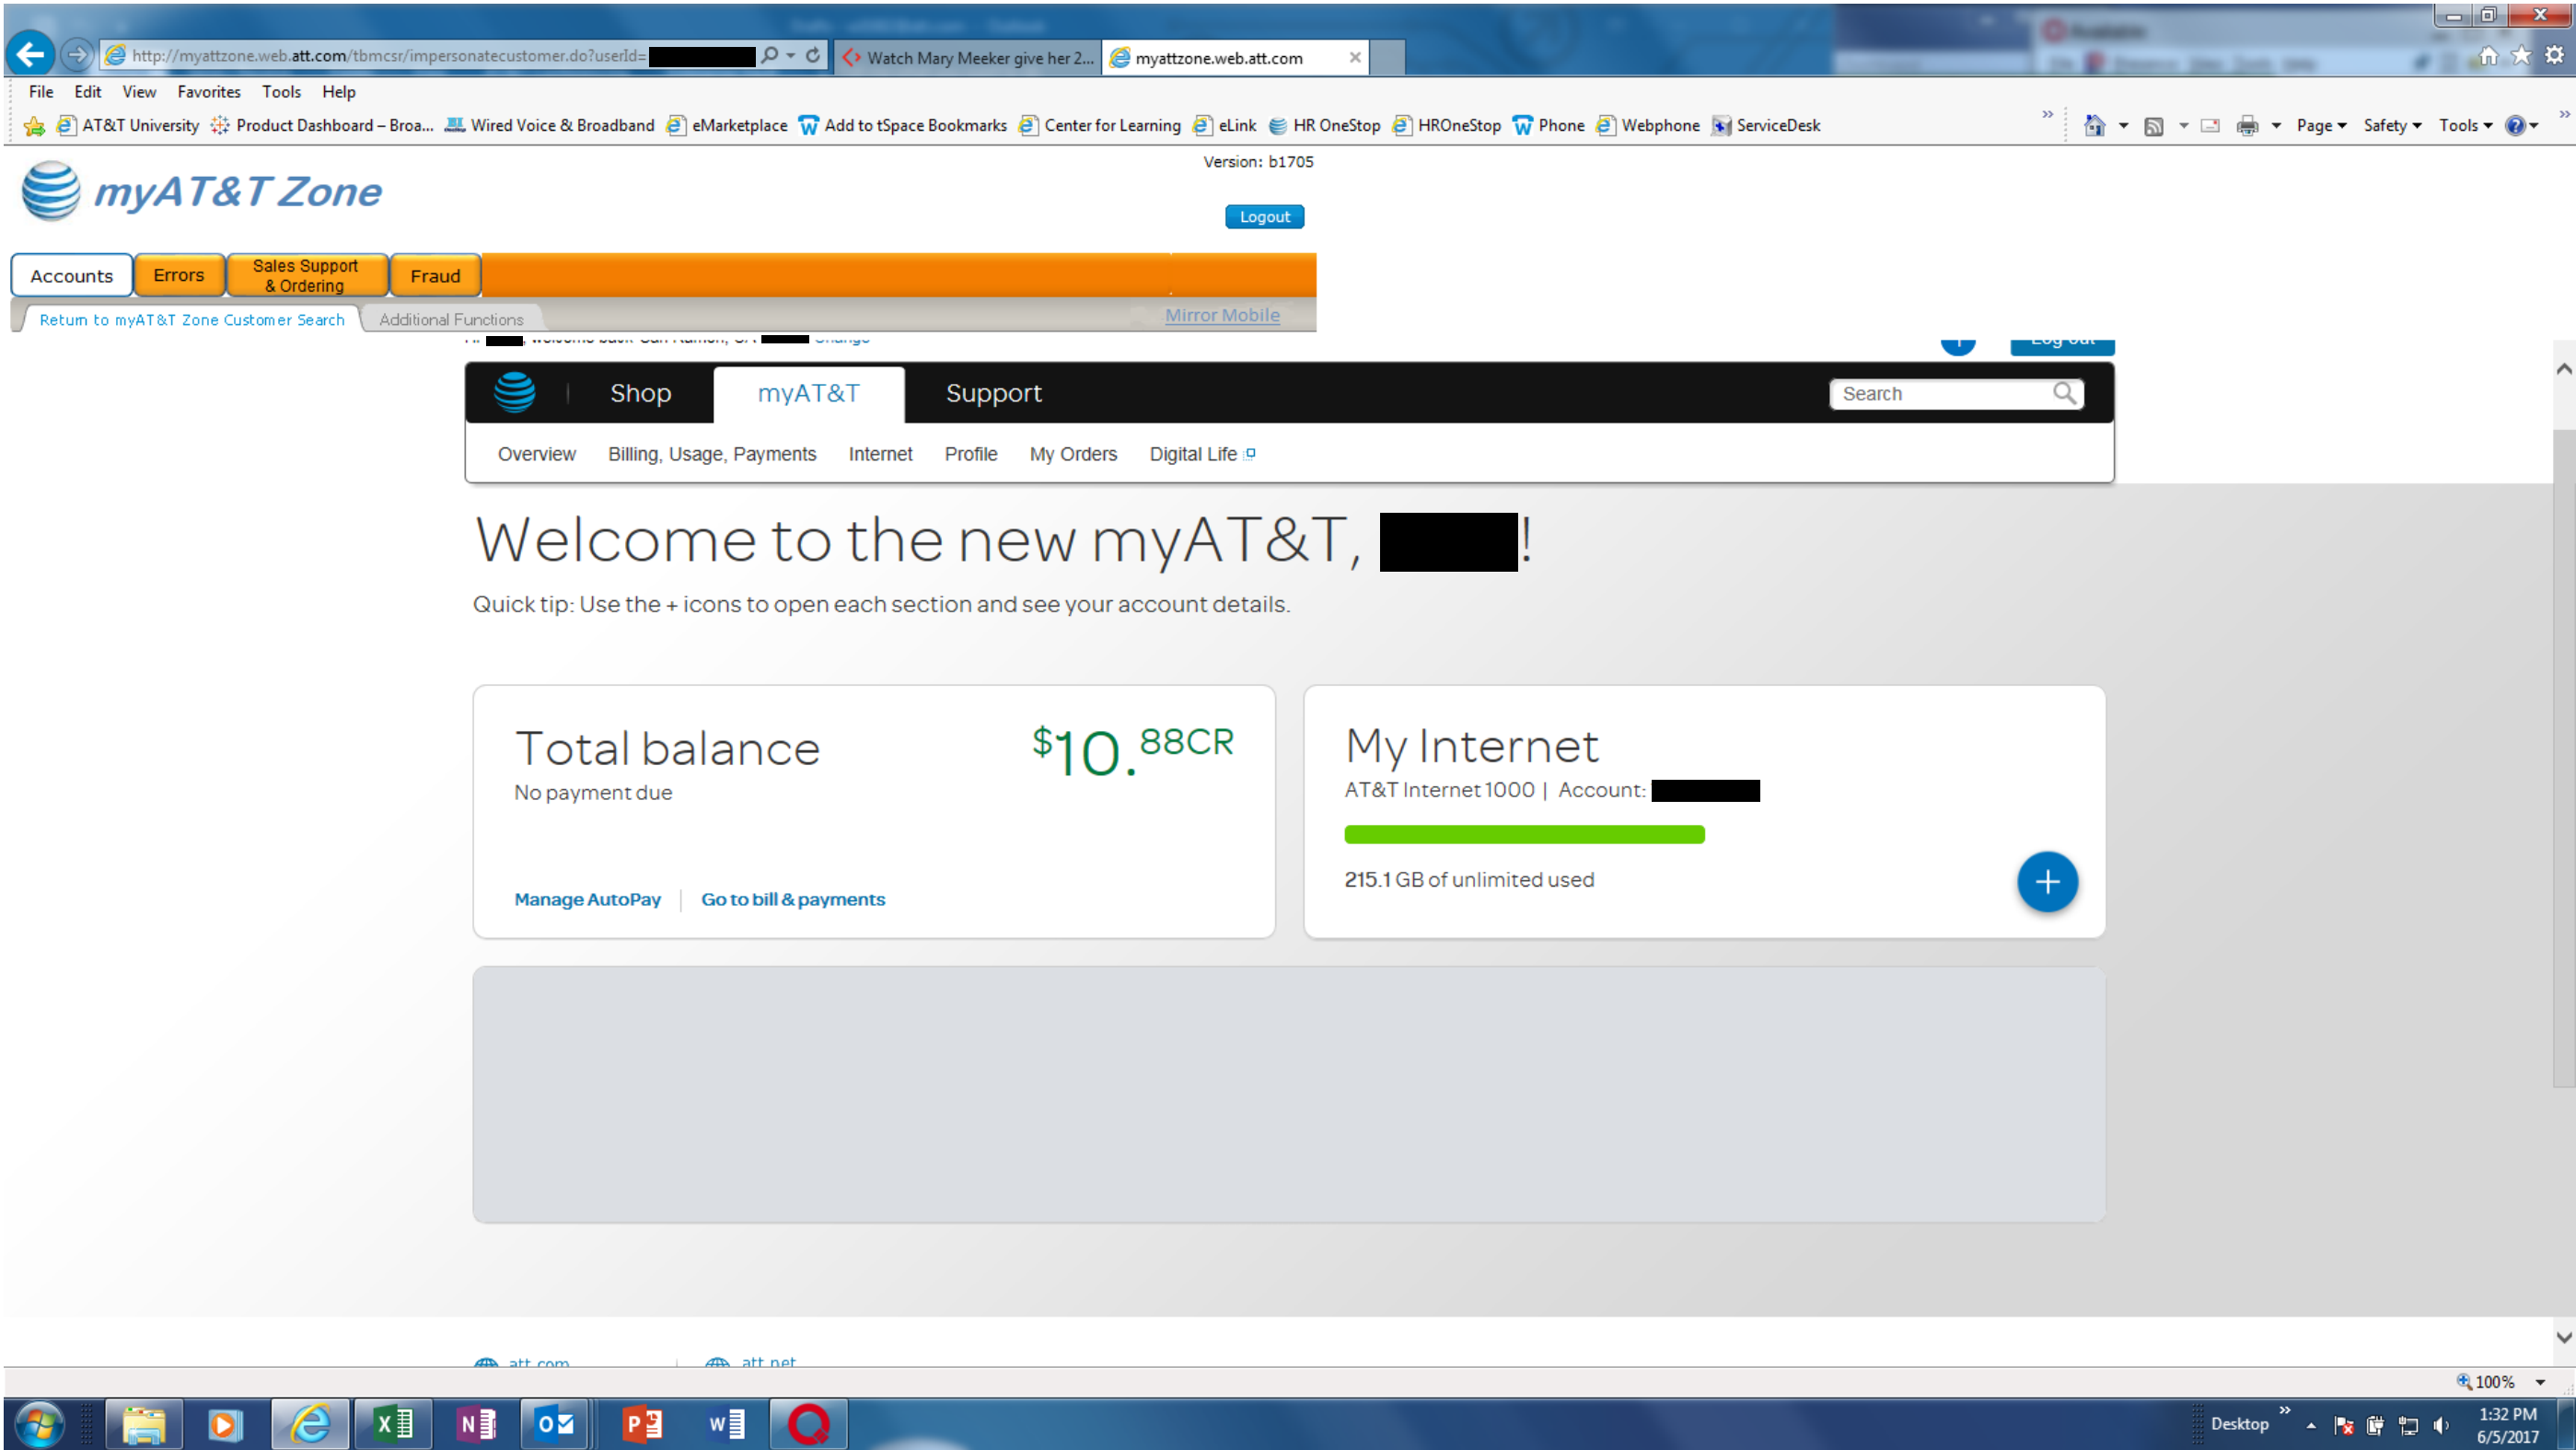 http://myattzone.web.att.com/tbmcsr/impersonatecustomer.do?userId=
Watch Mary Meeker give her 2...
myattzone.web.att.com
File Edit View Favorites Tools Help
AT&T University Product Dashboard – Broa... Wired Voice & Broadband eMarketplace Add to tSpace Bookmarks Center for Learning eLink HR OneStop HROneStop Phone Webphone ServiceDesk
Page Safety Tools
Version: b1705
myAT&T Zone
Logout
Accounts Errors Sales Support & Ordering Fraud
Return to myAT&T Zone Customer Search Additional Functions Mirror Mobile
Log out
Shop myAT&T Support Search
Overview Billing, Usage, Payments Internet Profile My Orders Digital Life
Welcome to the new myAT&T, !
Quick tip: Use the + icons to open each section and see your account details.
Total balance $10.88CR
No payment due
Manage AutoPay Go to bill & payments
My Internet
AT&T Internet 1000 | Account:
215.1 GB of unlimited used
att.com att.net
100%
Desktop 1:32 PM
6/5/2017